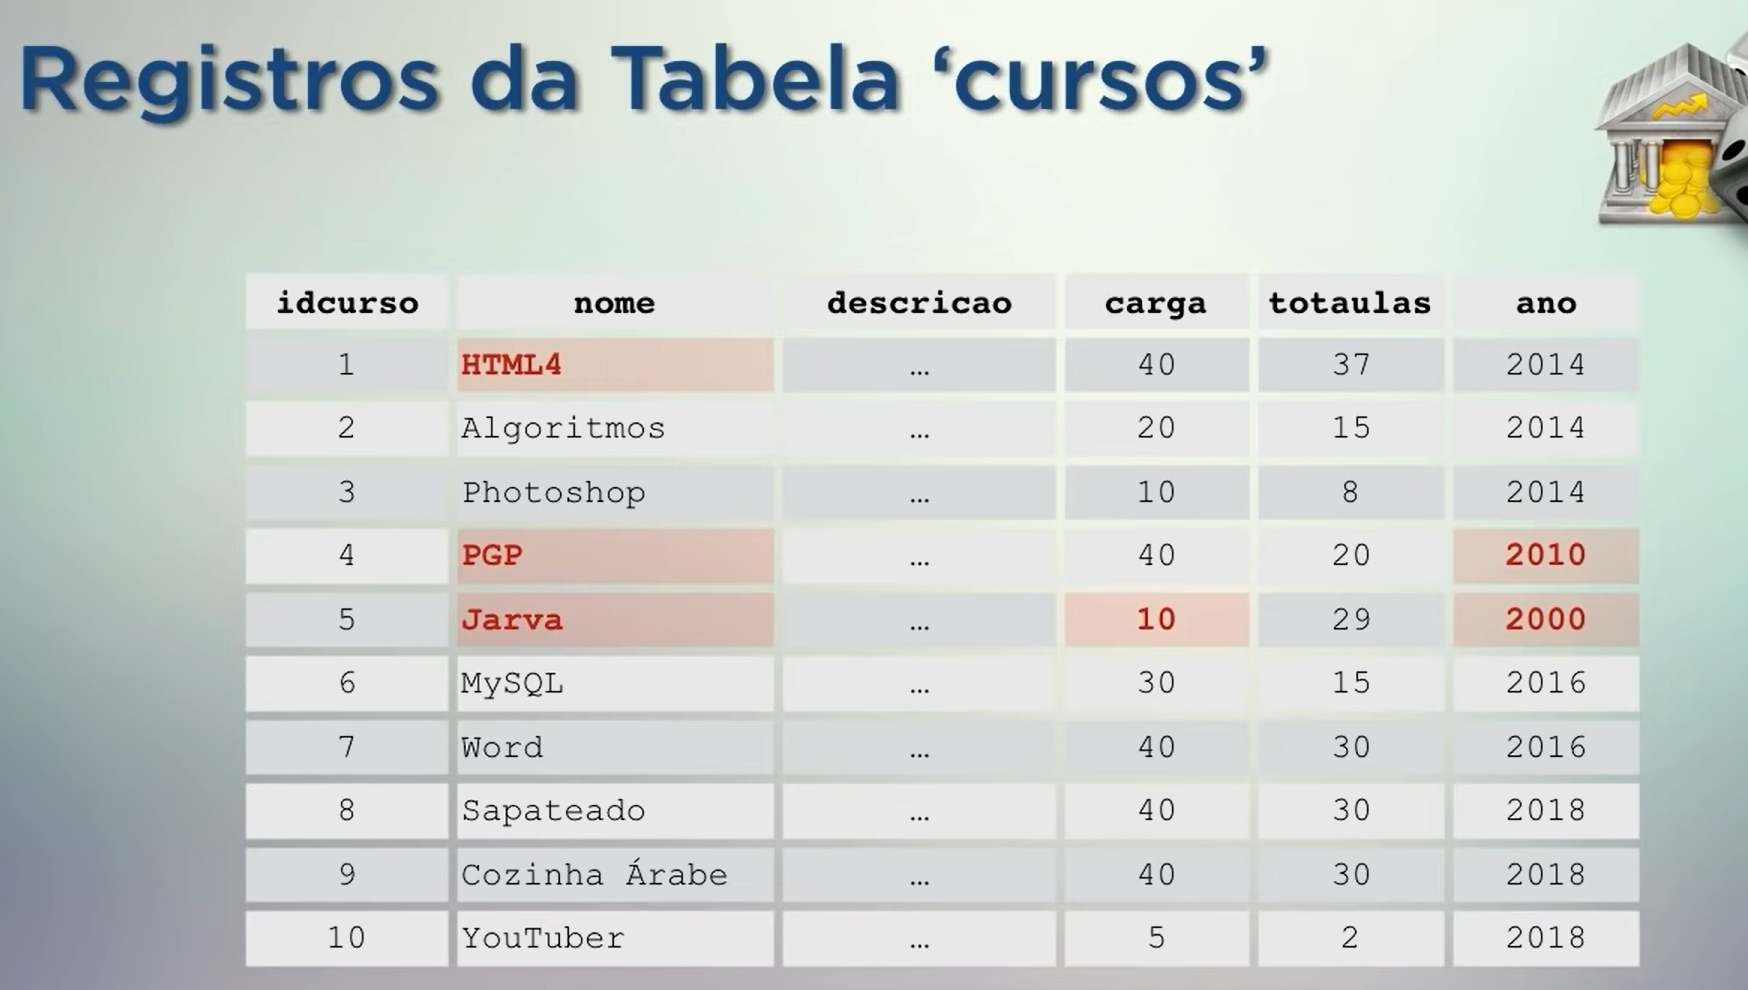 Registros da Tabela ‘cursos’
idcurso nome descricao carga totaulas ano
1 HTML4 … 40 37 2014
2 Algoritmos … 20 15 2014
3 Photoshop … 10 8 2014
4 PGP … 40 20 2010
5 Jarva … 10 29 2000
6 MySQL … 30 15 2016
7 Word … 40 30 2016
8 Sapateado … 40 30 2018
9 Cozinha Árabe … 40 30 2018
10 YouTuber … 5 2 2018